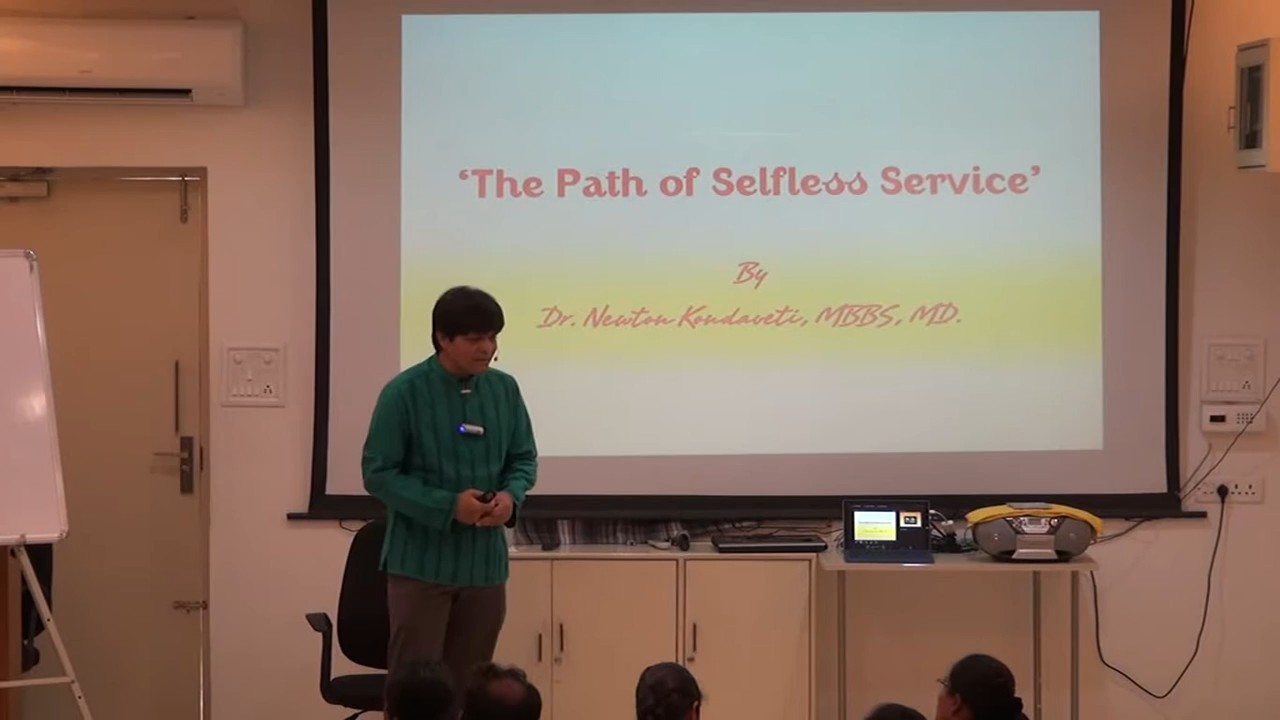 ‘The Path of Selfless Service’
By
Dr. Newton Kondaveti, MBBS, MD.